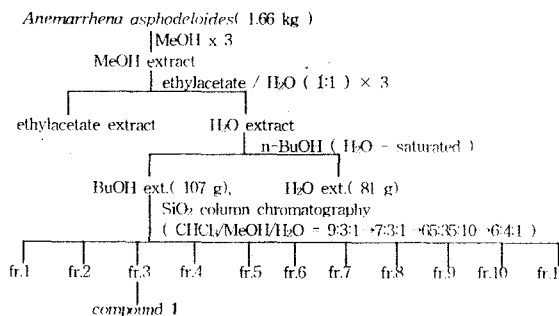 Anemarrhena asphodeloides( 1.66 kg )
MeOH x 3
MeOH extract
ethylacetate / H₂O ( 1:1 ) × 3
ethylacetate extract H₂O extract
n-BuOH ( H₂O - saturated )
BuOH ext.( 107 g), H₂O ext.( 81 g)
SiO₂ column chromatography
( CHCl₃/MeOH/H₂O = 9:3:1→7:3:1→65:35:10→6:4:1 )
fr.1 fr.2 fr.3 fr.4 fr.5 fr.6 fr.7 fr.8 fr.9 fr.10 fr.1
compound 1